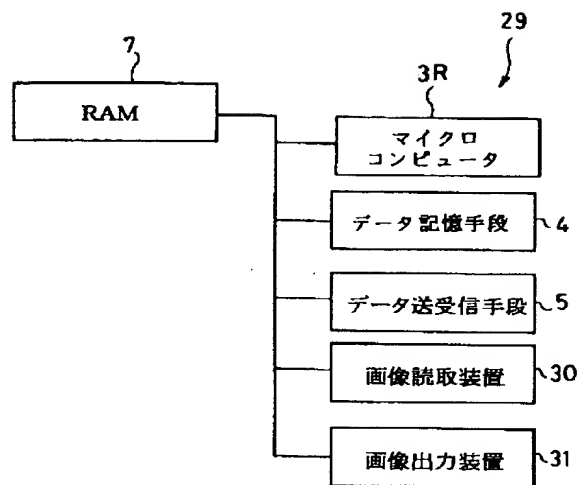 29
7
3R
RAM
マイクロ
コンピュータ
データ記憶手段
4
データ送受信手段
5
画像読取装置
30
画像出力装置
31